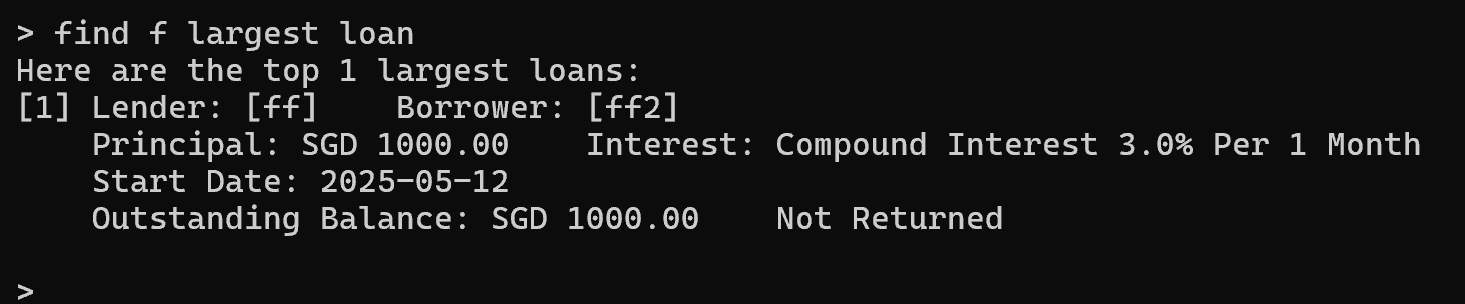 > find f largest loan
Here are the top 1 largest loans:
[1] Lender: [ff]    Borrower: [ff2]
    Principal: SGD 1000.00    Interest: Compound Interest 3.0% Per 1 Month
    Start Date: 2025-05-12
    Outstanding Balance: SGD 1000.00    Not Returned
>